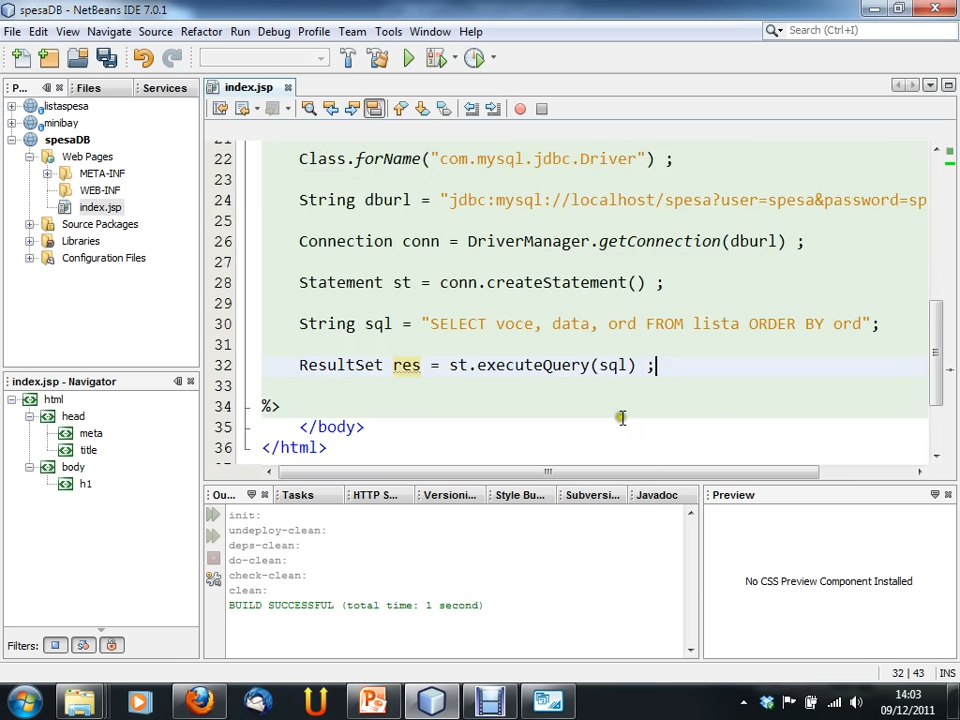 spesaDB - NetBeans IDE 7.0.1
File Edit View Navigate Source Refactor Run Debug Profile Team Tools Window Help
Search (Ctrl+I)
P... Files Services
index.jsp
listaspesa
minibay
spesaDB
Web Pages
META-INF
WEB-INF
index.jsp
Source Packages
Libraries
Configuration Files
22 Class.forName("com.mysql.jdbc.Driver") ;
23
24 String dburl = "jdbc:mysql://localhost/spesa?user=spesa&password=sp
25
26 Connection conn = DriverManager.getConnection(dburl) ;
27
28 Statement st = conn.createStatement() ;
29
30 String sql = "SELECT voce, data, ord FROM lista ORDER BY ord";
31
32 ResultSet res = st.executeQuery(sql) ;
33
34 %>
35 </body>
36 </html>
index.jsp - Navigator
html
head
meta
title
body
h1
Filters:
Ou... Tasks HTTP S... Versioni... Style Bu... Subversi... Javadoc
init:
undeploy-clean:
deps-clean:
do-clean:
check-clean:
clean:
BUILD SUCCESSFUL (total time: 1 second)
Preview
No CSS Preview Component Installed
32 | 43 INS
14:03
09/12/2011